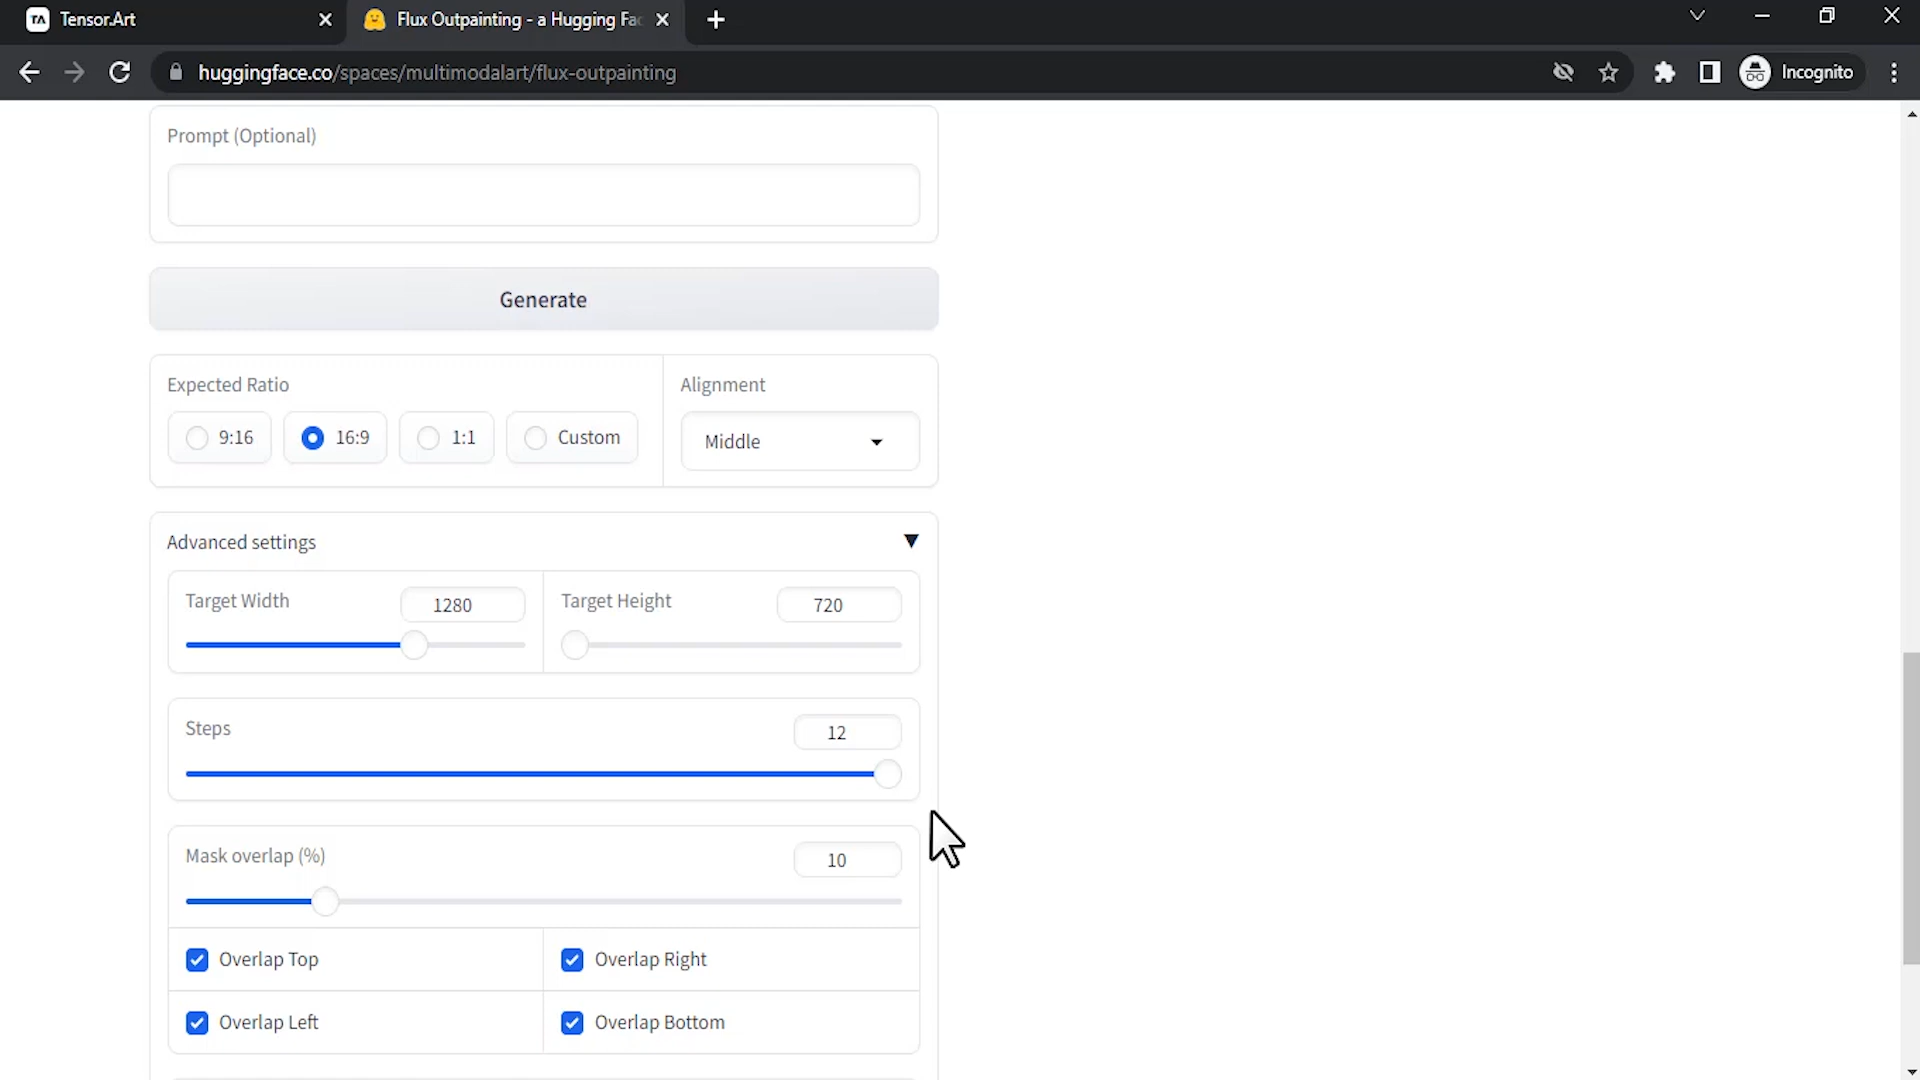 TA Tensor.Art
Flux Outpainting - a Hugging Fac
huggingface.co/spaces/multimodalart/flux-outpainting
Incognito
Prompt (Optional)
Generate
Expected Ratio
Alignment
9:16
16:9
1:1
Custom
Middle
Advanced settings
Target Width
1280
Target Height
720
Steps
12
Mask overlap (%)
10
Overlap Top
Overlap Right
Overlap Left
Overlap Bottom